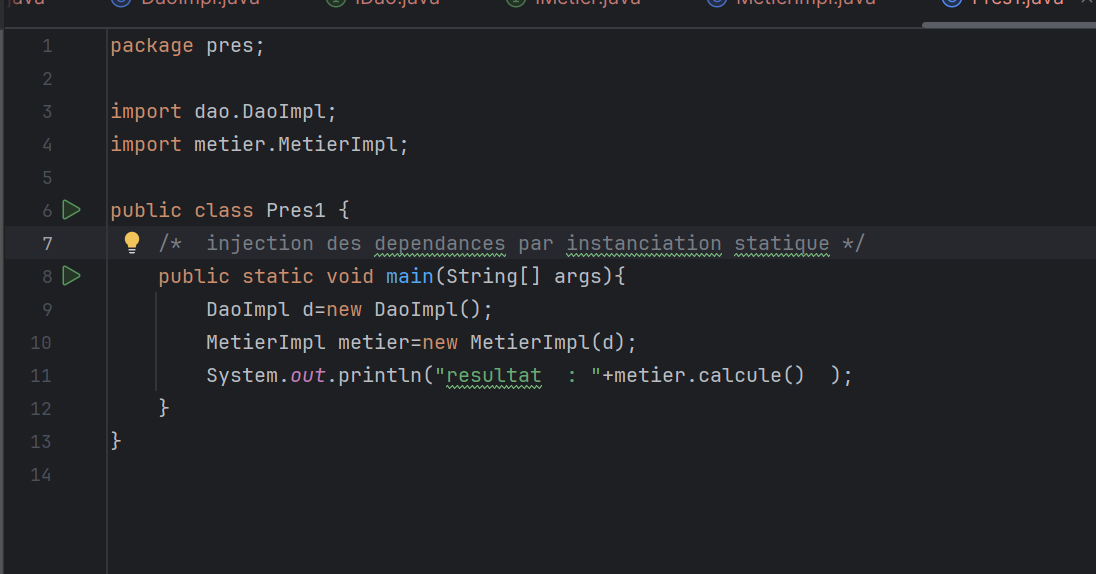 DaoImpl.java IDao.java IMetier.java MetierImpl.java Pres1.java
1 package pres;
2
3 import dao.DaoImpl;
4 import metier.MetierImpl;
5
6 public class Pres1 {
7 /*  injection des dependances par instanciation statique */
8 public static void main(String[] args){
9 DaoImpl d=new DaoImpl();
10 MetierImpl metier=new MetierImpl(d);
11 System.out.println("resultat  : "+metier.calcule()  );
12 }
13 }
14